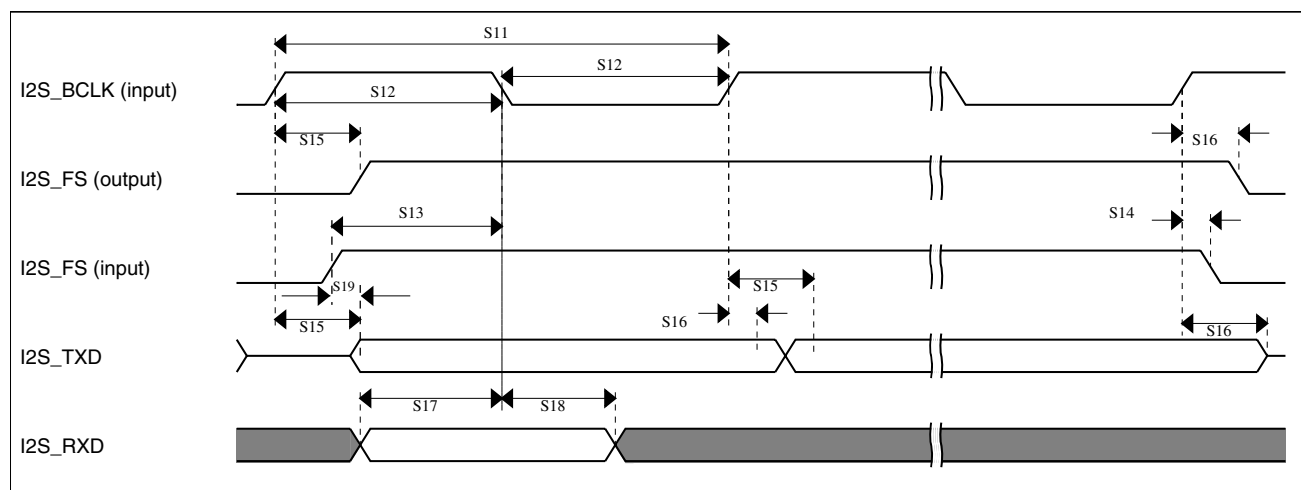 S11
S12
I2S_BCLK (input)
S12
S15
S16
I2S_FS (output)
S13
S14
I2S_FS (input)
S19
S15
S15
S16
S16
I2S_TXD
S17
S18
I2S_RXD